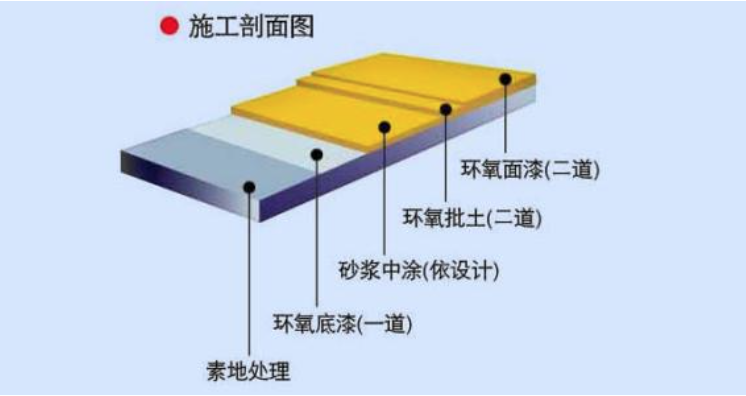 施工剖面图
环氧面漆(二道)
环氧批土(二道)
砂浆中涂(依设计)
环氧底漆(一道)
素地处理